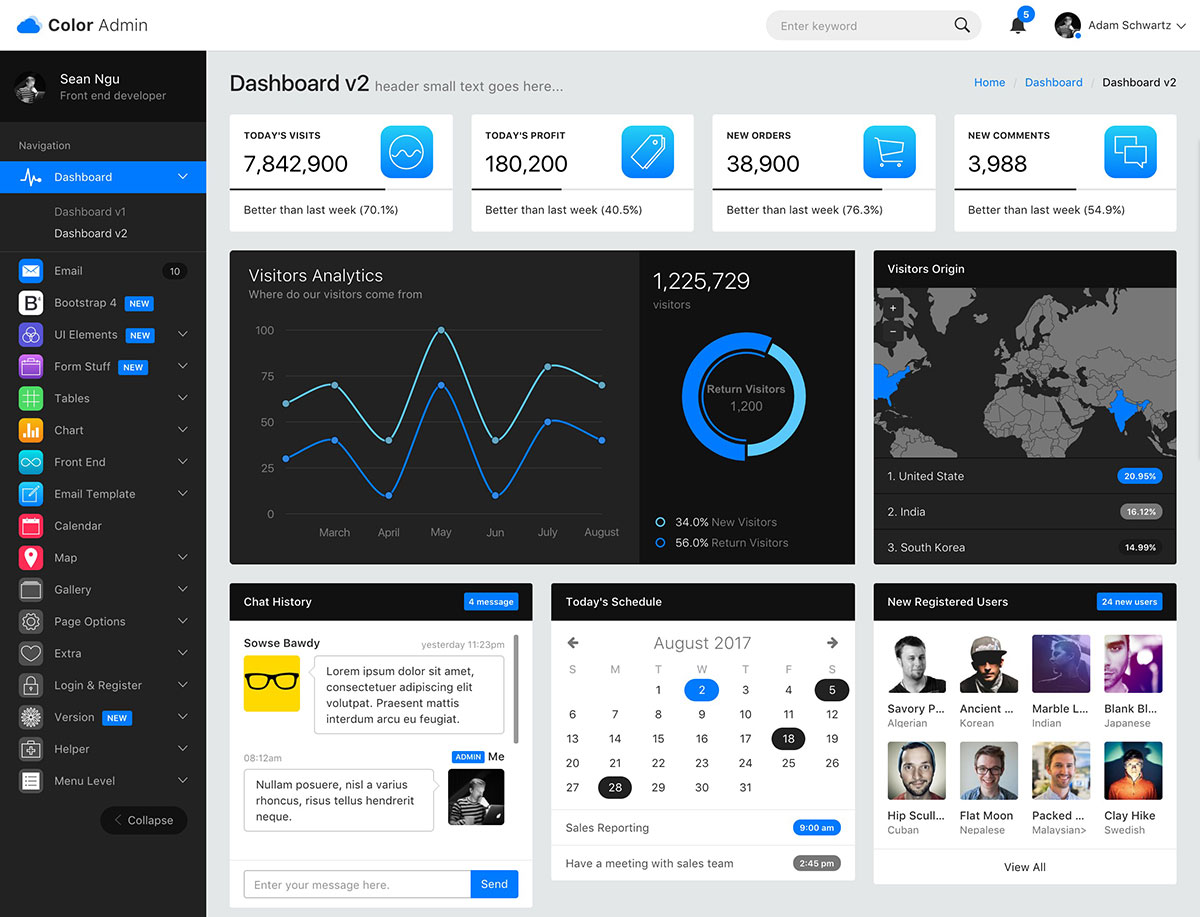 Color Admin
Enter keyword
5
Adam Schwartz
Sean Ngu
Front end developer
Navigation
Dashboard
Dashboard v1
Dashboard v2
Email 10
Bootstrap 4 NEW
UI Elements NEW
Form Stuff NEW
Tables
Chart
Front End
Email Template
Calendar
Map
Gallery
Page Options
Extra
Login & Register
Version NEW
Helper
Menu Level
Collapse
Dashboard v2 header small text goes here...
Home / Dashboard / Dashboard v2
TODAY'S VISITS
7,842,900
Better than last week (70.1%)
TODAY'S PROFIT
180,200
Better than last week (40.5%)
NEW ORDERS
38,900
Better than last week (76.3%)
NEW COMMENTS
3,988
Better than last week (54.9%)
Visitors Analytics
Where do our visitors come from
100
75
50
25
0
March April May Jun July August
1,225,729
visitors
Return Visitors
1,200
34.0% New Visitors
56.0% Return Visitors
Visitors Origin
+
−
1. United State 20.95%
2. India 16.12%
3. South Korea 14.99%
Chat History 4 message
Sowse Bawdy yesterday 11:23pm
Lorem ipsum dolor sit amet,
consectetuer adipiscing elit
volutpat. Praesent mattis
interdum arcu eu feugiat.
08:12am ADMIN Me
Nullam posuere, nisl a varius
rhoncus, risus tellus hendrerit
neque.
Enter your message here. Send
Today's Schedule
August 2017
S M T W T F S
1 2 3 4 5
6 7 8 9 10 11 12
13 14 15 16 17 18 19
20 21 22 23 24 25 26
27 28 29 30 31
Sales Reporting 9:00 am
Have a meeting with sales team 2:45 pm
New Registered Users 24 new users
Savory P... Ancient ... Marble L... Blank Bl...
Algerian Korean Indian Japanese
Hip Scull... Flat Moon Packed ... Clay Hike
Cuban Nepalese Malaysian> Swedish
View All